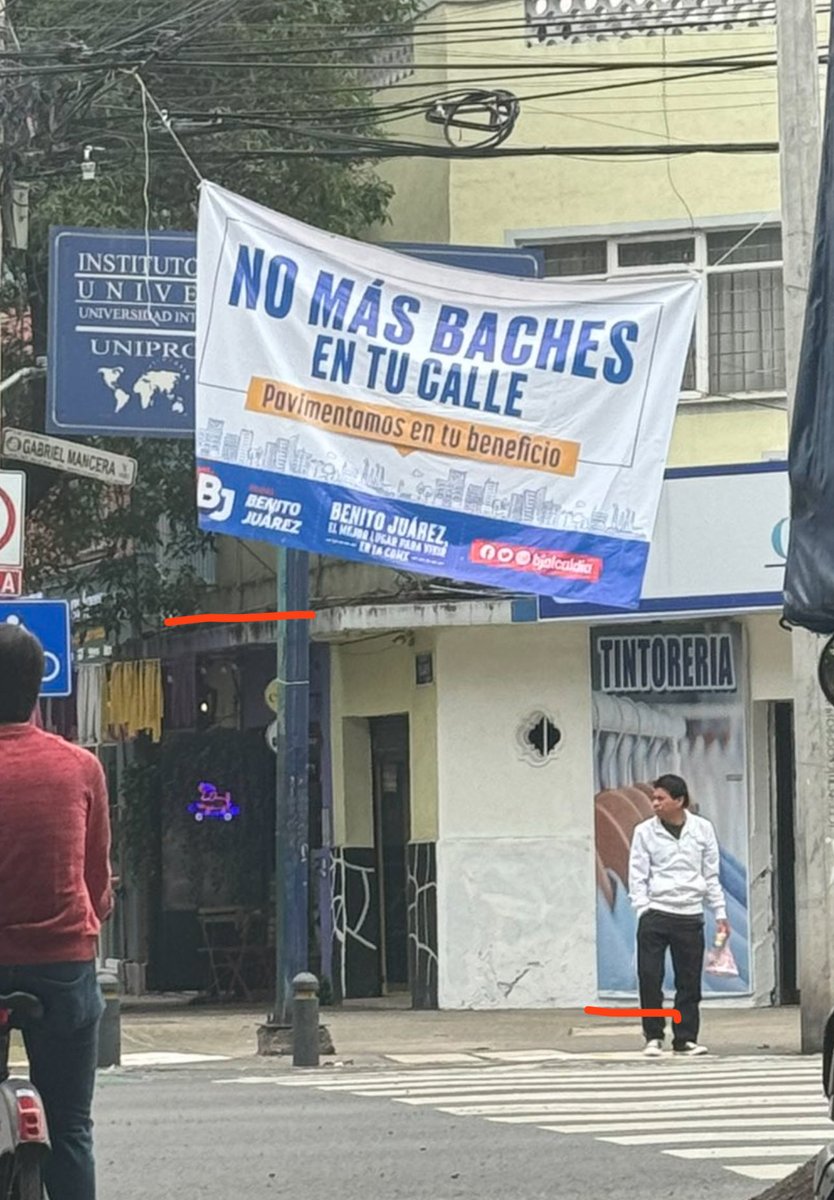 INSTITUTO
UNIVE
UNIVERSIDAD INT
UNIPRO
GABRIEL MANCERA
A
NO MÁS BACHES
EN TU CALLE
Pavimentamos en tu beneficio
BJ
BENITO
JUÁREZ
BENITO JUÁREZ,
EL MEJOR LUGAR PARA VIVIR
EN LA CDMX
bjalcaldia
TINTORERIA